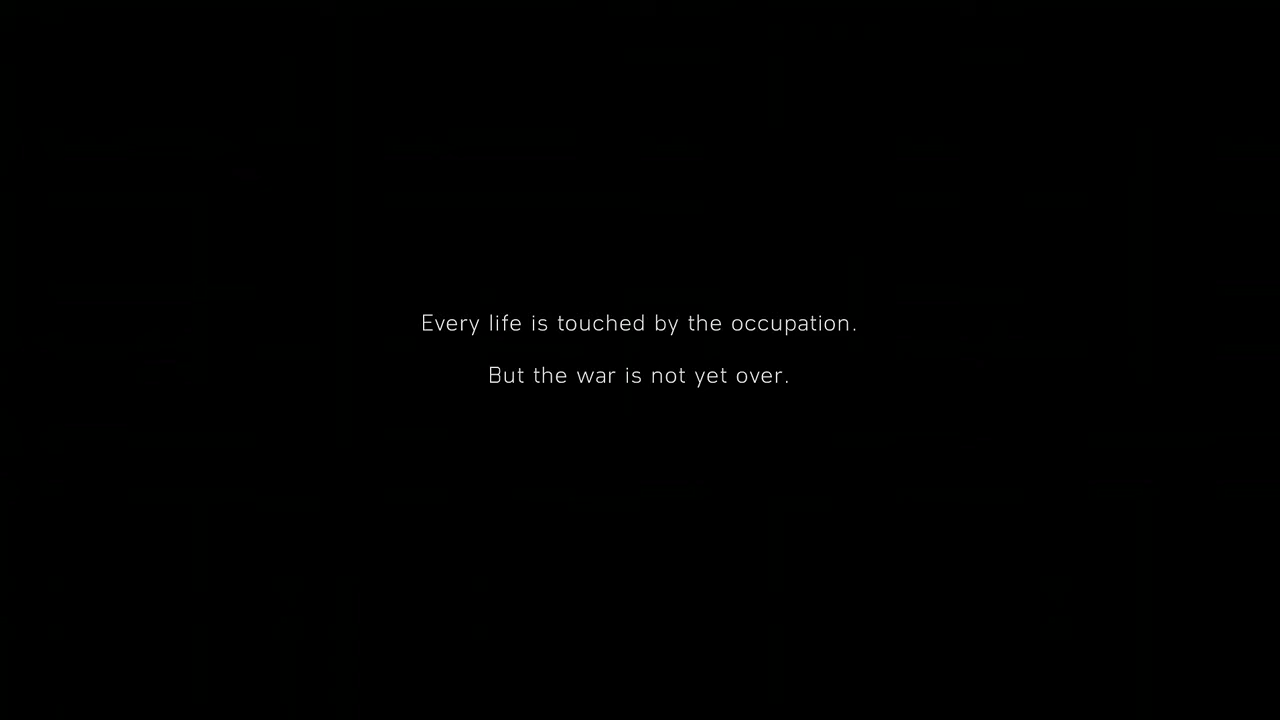 Every life is touched by the occupation.
But the war is not yet over.